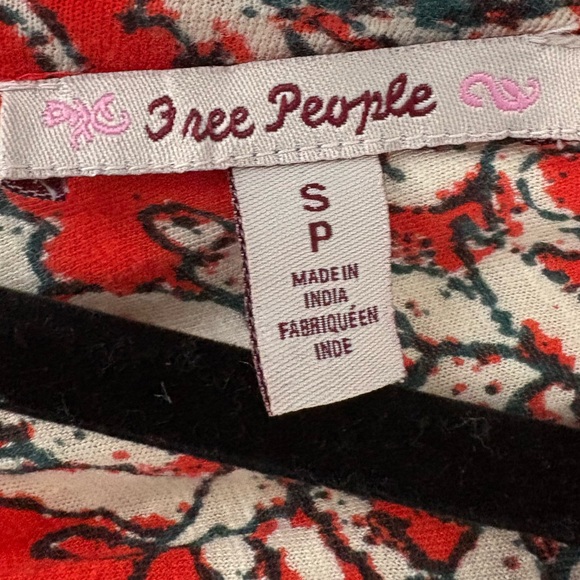 Free People
S
P
MADE IN
INDIA
FABRIQUÉ EN
INDE